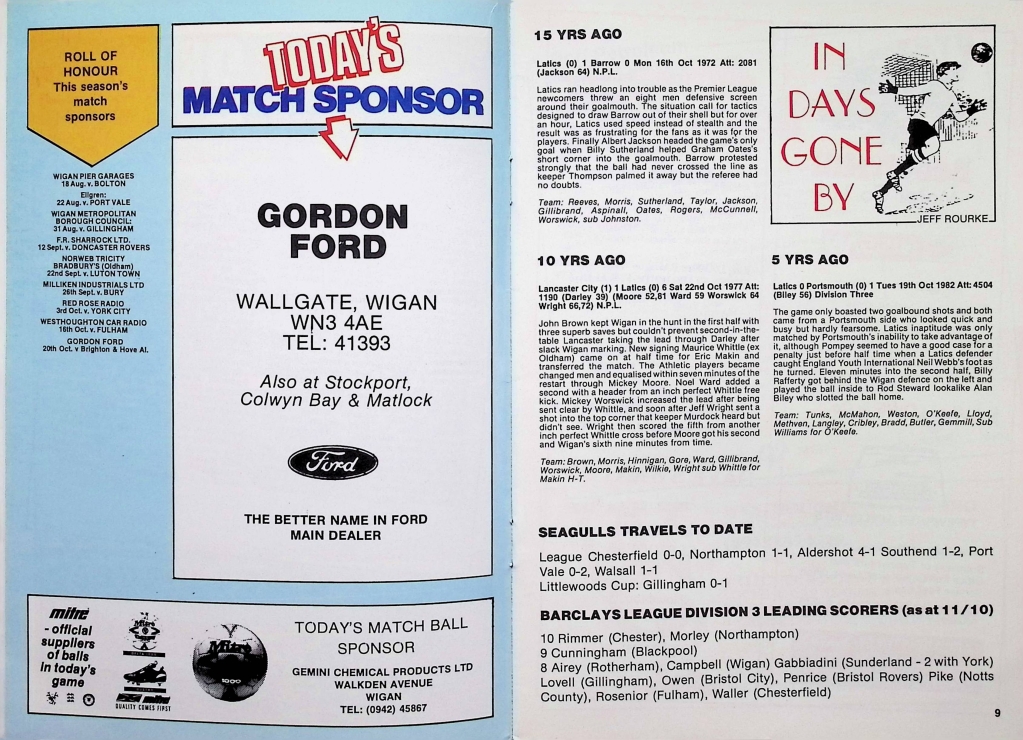 ROLL OF
HONOUR
This season's
match
sponsors
WIGAN PIER GARAGES
18 Aug. v. BOLTON
Ellgren:
22 Aug. v. PORT VALE
WIGAN METROPOLITAN
BOROUGH COUNCIL:
31 Aug. v. GILLINGHAM
F.R. SHARROCK LTD.
12 Sept. v. DONCASTER ROVERS
NORWEB TRICITY
BRADBURY'S (Oldham)
22nd Sept. v. LUTON TOWN
MILLIKEN INDUSTRIALS LTD
26th Sept. v. BURY
RED ROSE RADIO
3rd Oct. v. YORK CITY
WESTHOUGHTON CAR RADIO
16th Oct. v. FULHAM
GORDON FORD
20th Oct. v Brighton & Hove Al.
TODAY'S
MATCH SPONSOR
GORDON
FORD
WALLGATE, WIGAN
WN3 4AE
TEL: 41393
Also at Stockport,
Colwyn Bay & Matlock
Ford
THE BETTER NAME IN FORD
MAIN DEALER
mitre
- official
suppliers
of balls
in today's
game
QUALITY COMES FIRST
Mitre
TODAY'S MATCH BALL
SPONSOR
GEMINI CHEMICAL PRODUCTS LTD
WALKDEN AVENUE
WIGAN
TEL: (0942) 45867
15 YRS AGO
Latics (0) 1 Barrow 0 Mon 16th Oct 1972 Att: 2081
(Jackson 64) N.P.L.
Latics ran headlong into trouble as the Premier League
newcomers threw an eight men defensive screen
around their goalmouth. The situation call for tactics
designed to draw Barrow out of their shell but for over
an hour, Latics used speed instead of stealth and the
result was as frustrating for the fans as it was for the
players. Finally Albert Jackson headed the game's only
goal when Billy Sutherland helped Graham Oates's
short corner into the goalmouth. Barrow protested
strongly that the ball had never crossed the line as
keeper Thompson palmed it away but the referee had
no doubts.
Team: Reeves, Morris, Sutherland, Taylor, Jackson,
Gillibrand, Aspinall, Oates, Rogers, McCunnell,
Worswick, sub Johnston.
IN
DAYS
GONE
BY
JEFF ROURKE
10 YRS AGO
Lancaster City (1) 1 Latics (0) 6 Sat 22nd Oct 1977 Att:
1190 (Darley 39) (Moore 52,81 Ward 59 Worswick 64
Wright 66,72) N.P.L.
John Brown kept Wigan in the hunt in the first half with
three superb saves but couldn't prevent second-in-the-
table Lancaster taking the lead through Darley after
slack Wigan marking. New signing Maurice Whittle (ex
Oldham) came on at half time for Eric Makin and
transferred the match. The Athletic players became
changed men and equalised within seven minutes of the
restart through Mickey Moore. Noel Ward added a
second with a header from an inch perfect Whittle free
kick. Mickey Worswick increased the lead after being
sent clear by Whittle, and soon after Jeff Wright sent a
shot into the top corner that keeper Murdock heard but
didn't see. Wright then scored the fifth from another
inch perfect Whittle cross before Moore got his second
and Wigan's sixth nine minutes from time.
Team: Brown, Morris, Hinnigan, Gore, Ward, Gillibrand,
Worswick, Moore, Makin, Wilkie, Wright sub Whittle for
Makin H-T.
5 YRS AGO
Latics 0 Portsmouth (0) 1 Tues 19th Oct 1982 Att: 4504
(Biley 56) Division Three
The game only boasted two goalbound shots and both
came from a Portsmouth side who looked quick and
busy but hardly fearsome. Latics inaptitude was only
matched by Portsmouth's inability to take advantage of
it, although Pompey seemed to have a good case for a
penalty just before half time when a Latics defender
caught England Youth International Neil Webb's foot as
he turned. Eleven minutes into the second half, Billy
Rafferty got behind the Wigan defence on the left and
played the ball inside to Rod Steward lookalike Alan
Biley who slotted the ball home.
Team: Tunks, McMahon, Weston, O'Keefe, Lloyd,
Methven, Langley, Cribley, Bradd, Butler, Gemmill, Sub
Williams for O'Keefe.
SEAGULLS TRAVELS TO DATE
League Chesterfield 0-0, Northampton 1-1, Aldershot 4-1 Southend 1-2, Port
Vale 0-2, Walsall 1-1
Littlewoods Cup: Gillingham 0-1
BARCLAYS LEAGUE DIVISION 3 LEADING SCORERS (as at 11/10)
10 Rimmer (Chester), Morley (Northampton)
9 Cunningham (Blackpool)
8 Airey (Rotherham), Campbell (Wigan) Gabbiadini (Sunderland - 2 with York)
Lovell (Gillingham), Owen (Bristol City), Penrice (Bristol Rovers) Pike (Notts
County), Rosenior (Fulham), Waller (Chesterfield)
9